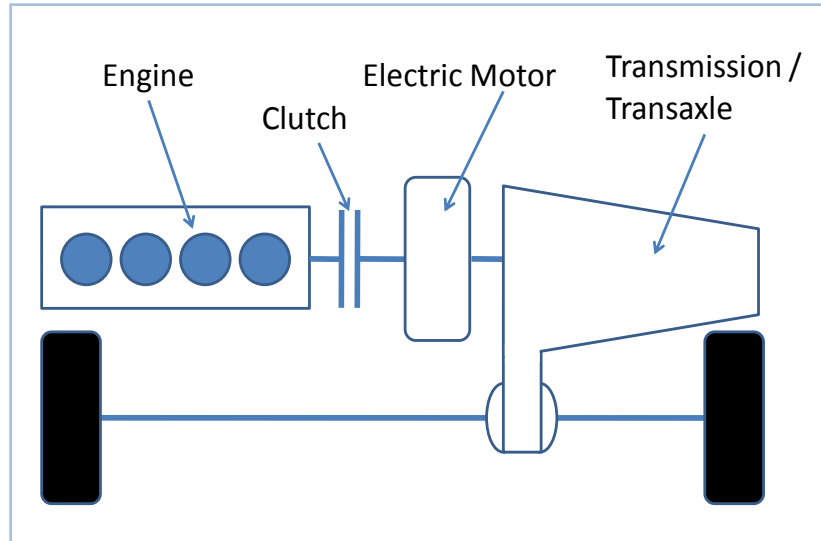 Engine
Clutch
Electric Motor
Transmission /
Transaxle